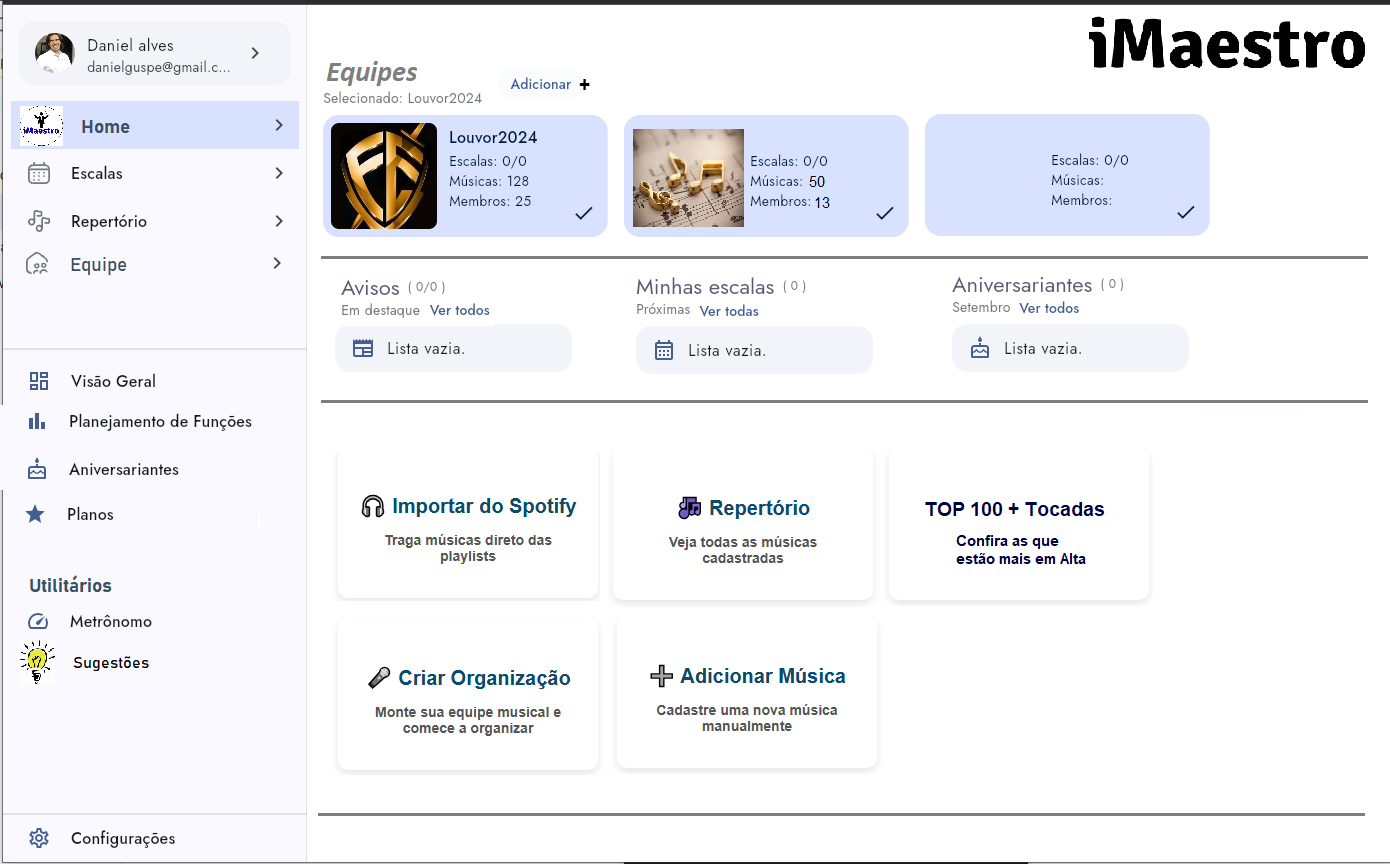 Daniel alves
danielguspe@gmail.c...
iMaestro
Home
Escalas
Repertório
Equipe
Visão Geral
Planejamento de Funções
Aniversariantes
Planos
Utilitários
Metrônomo
Sugestões
Configurações
iMaestro
Equipes
Adicionar +
Selecionado: Louvor2024
Louvor2024
Escalas: 0/0
Músicas: 128
Membros: 25
Escalas: 0/0
Músicas: 50
Membros: 13
Escalas: 0/0
Músicas:
Membros:
Avisos ( 0/0 )
Em destaque Ver todos
Lista vazia.
Minhas escalas ( 0 )
Próximas Ver todas
Lista vazia.
Aniversariantes ( 0 )
Setembro Ver todos
Lista vazia.
Importar do Spotify
Traga músicas direto das
playlists
Repertório
Veja todas as músicas
cadastradas
TOP 100 + Tocadas
Confira as que
estão mais em Alta
Criar Organização
Monte sua equipe musical e
comece a organizar
Adicionar Música
Cadastre uma nova música
manualmente